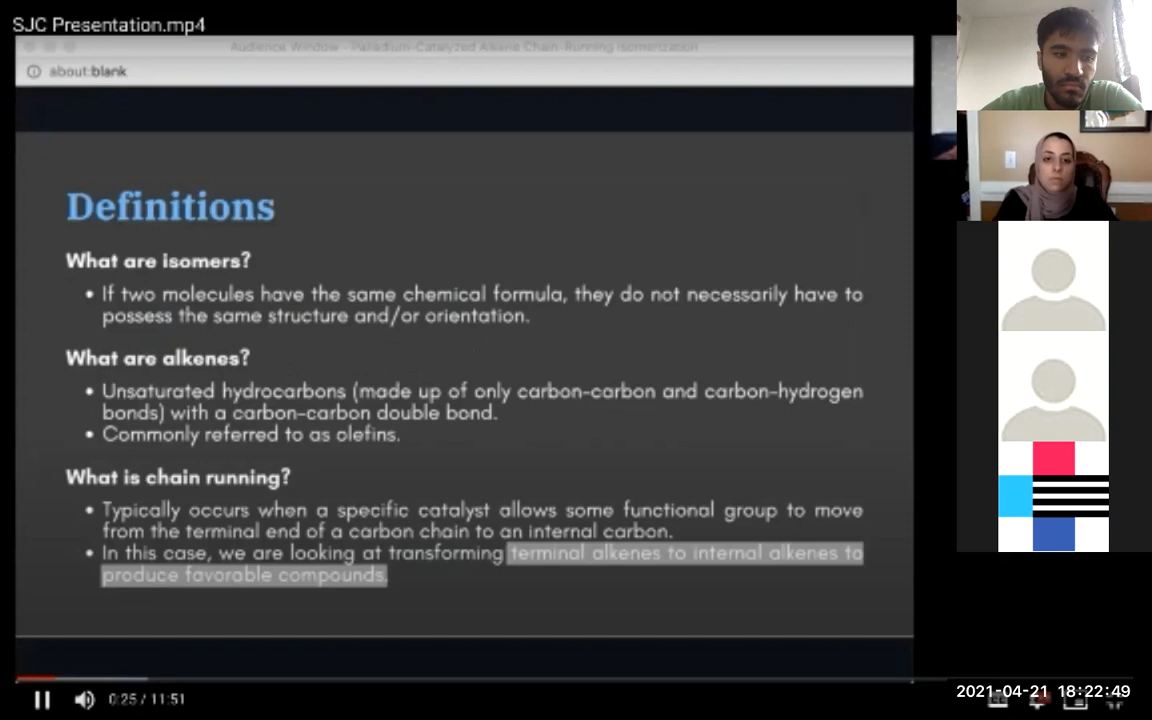 SJC Presentation.mp4
Audience Window - Palladium-Catalyzed Alkene Chain-Running Isomerization
about:blank
Definitions
What are isomers?
• If two molecules have the same chemical formula, they do not necessarily have to
possess the same structure and/or orientation.
What are alkenes?
• Unsaturated hydrocarbons (made up of only carbon-carbon and carbon-hydrogen
bonds) with a carbon-carbon double bond.
• Commonly referred to as olefins.
What is chain running?
• Typically occurs when a specific catalyst allows some functional group to move
from the terminal end of a carbon chain to an internal carbon.
• In this case, we are looking at transforming terminal alkenes to internal alkenes to
produce favorable compounds.
0:25 / 11:51
2021-04-21 18:22:49